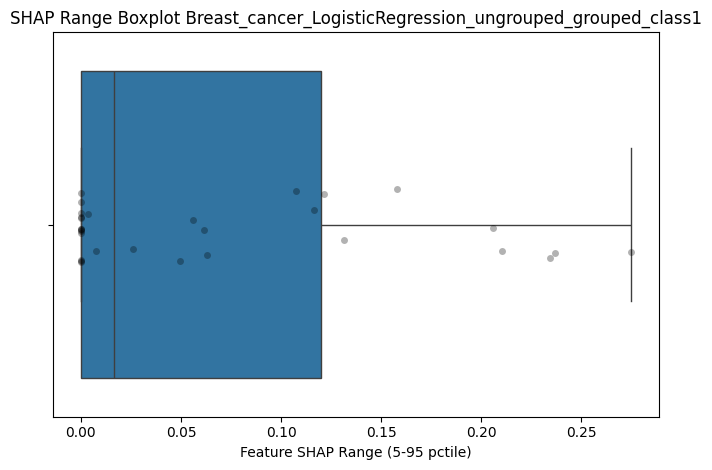 SHAP Range Boxplot Breast_cancer_LogisticRegression_ungrouped_grouped_class1
0.00 0.05 0.10 0.15 0.20 0.25
Feature SHAP Range (5-95 pctile)